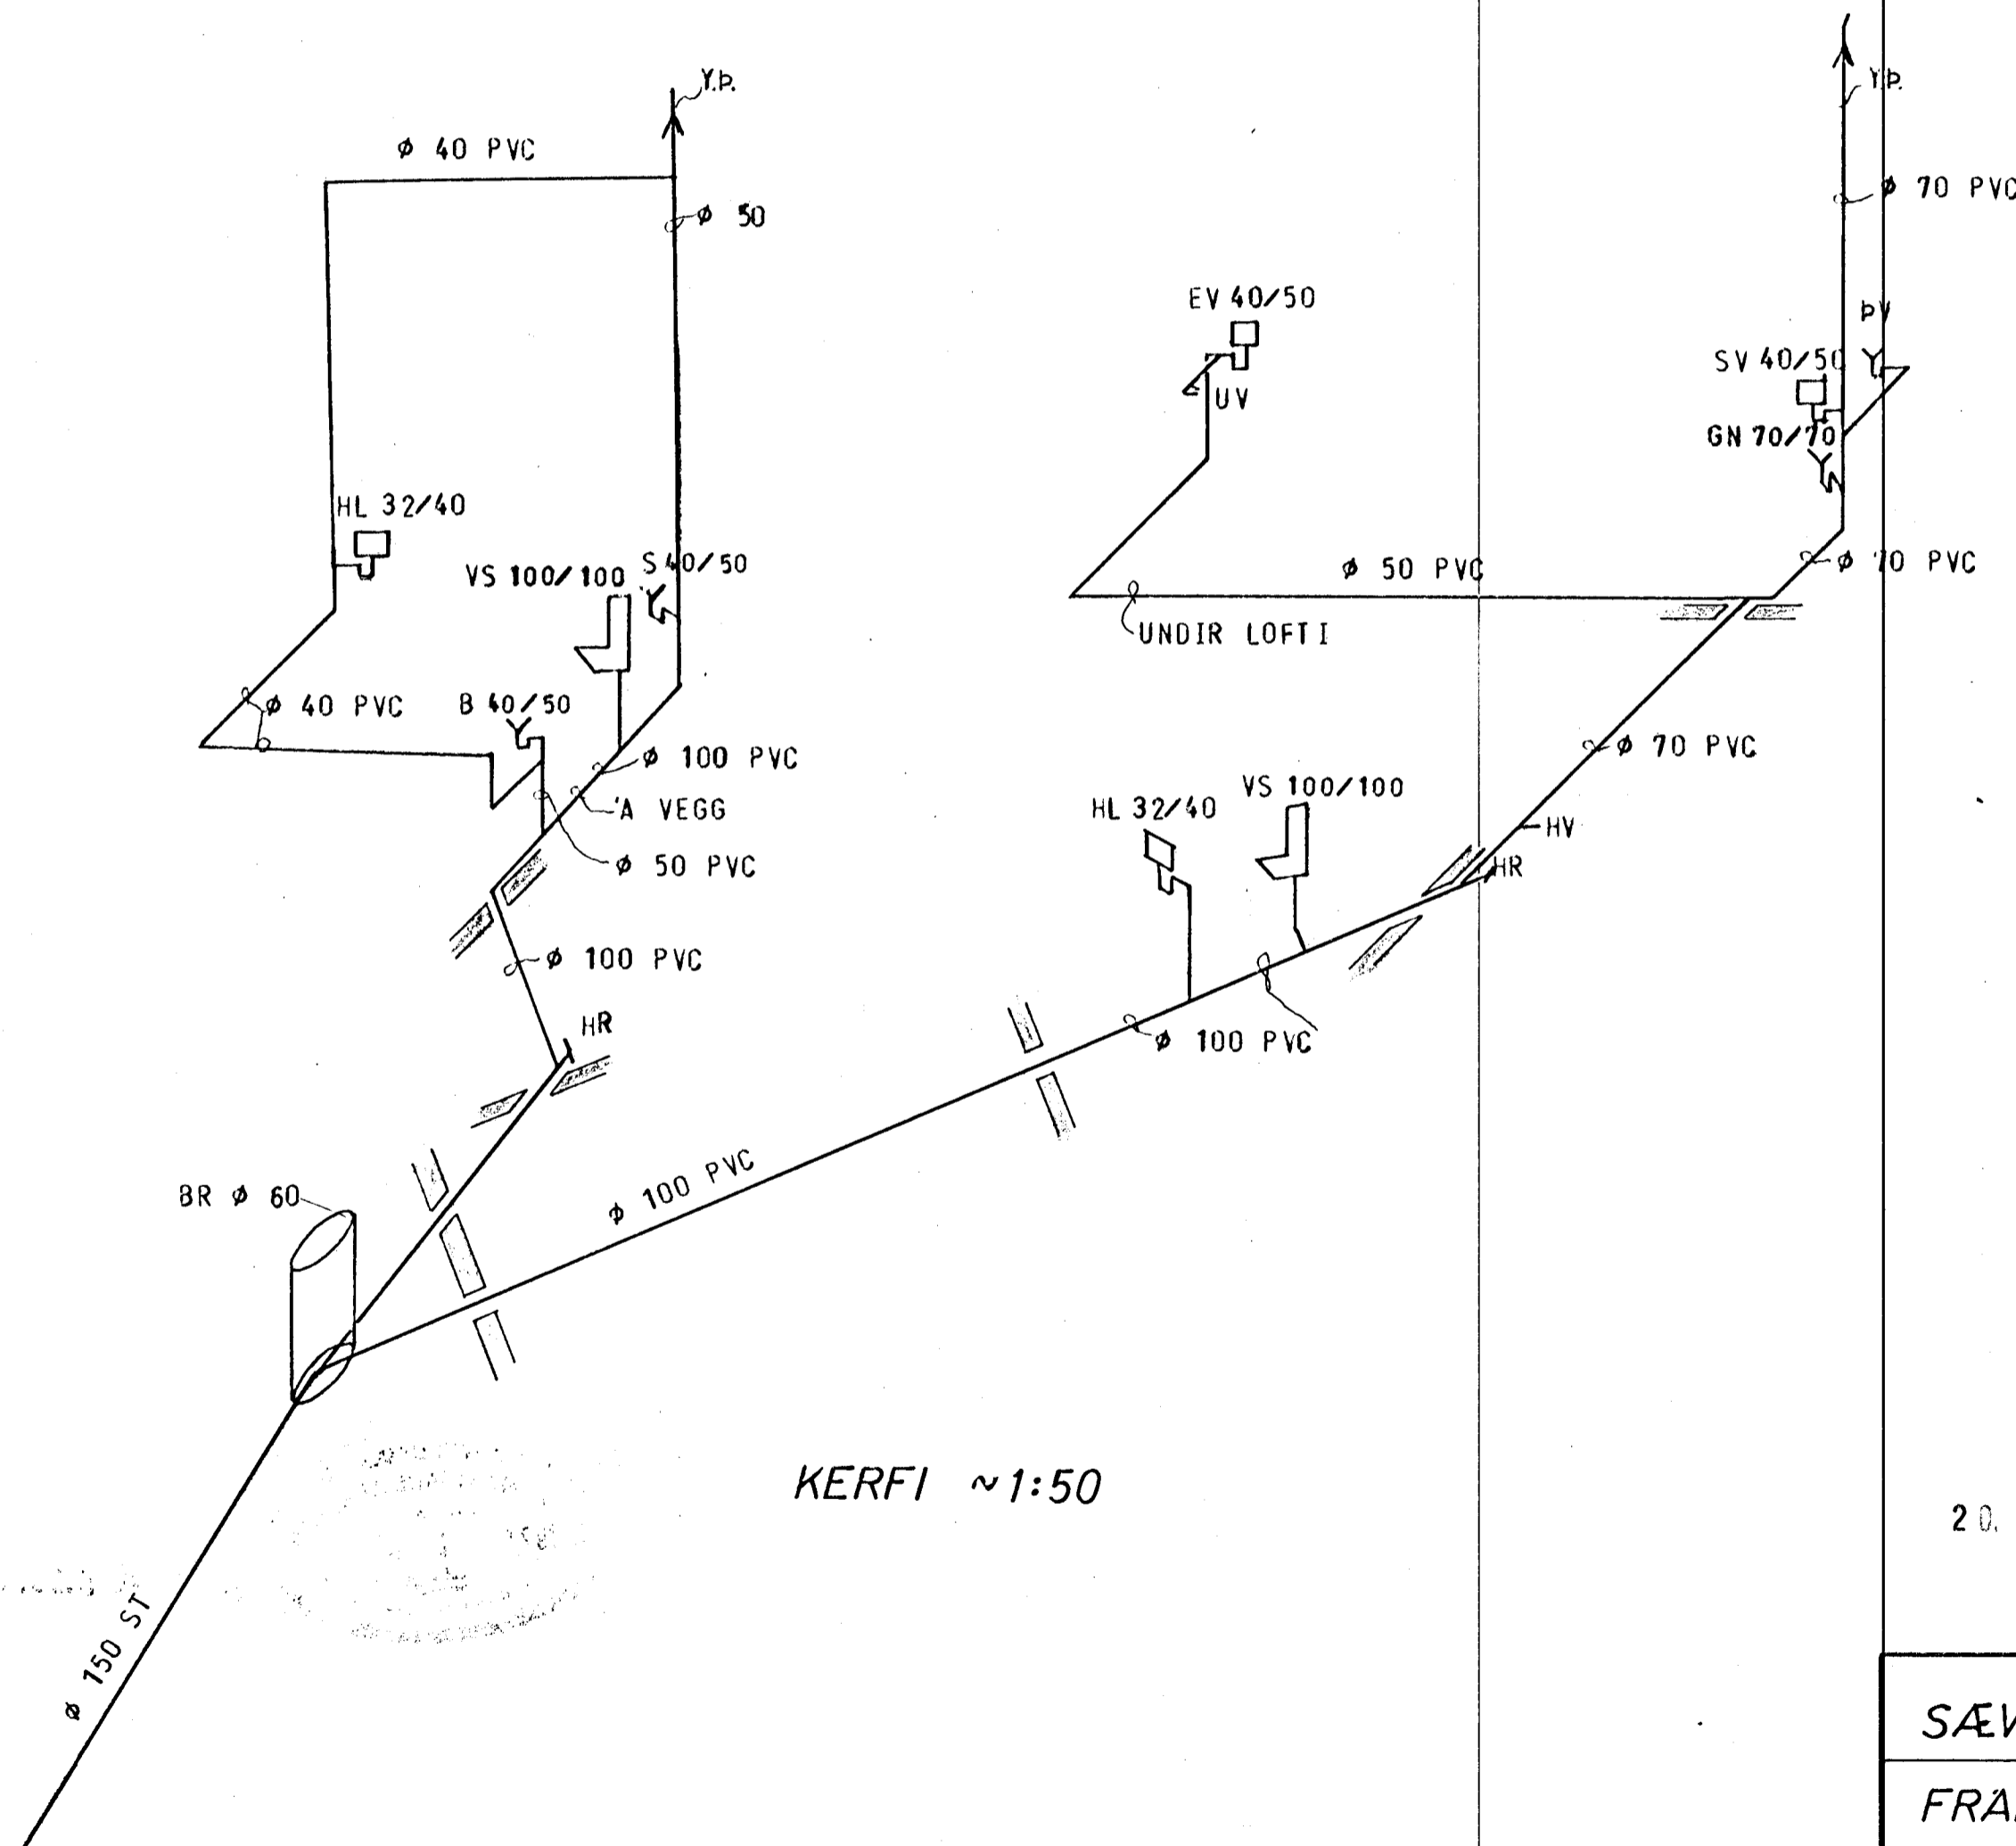 Y.Þ.
Y.Þ.
ø 40 PVC
ø 70 PVC
ø 50
EV 40/50
ÞV
SV 40/50
UV
GN 70/70
HL 32/40
S 40/50
VS 100/100
ø 50 PVC
ø 70 PVC
UNDIR LOFTI
ø 40 PVC
B 40/50
ø 100 PVC
ø 70 PVC
'A VEGG
VS 100/100
HL 32/40
HV
ø 50 PVC
HR
ø 100 PVC
HR
ø 100 PVC
ø 100 PVC
BR ø 60
KERFI ~1:50
20.
ø 150 ST
SÆV
FRÁ